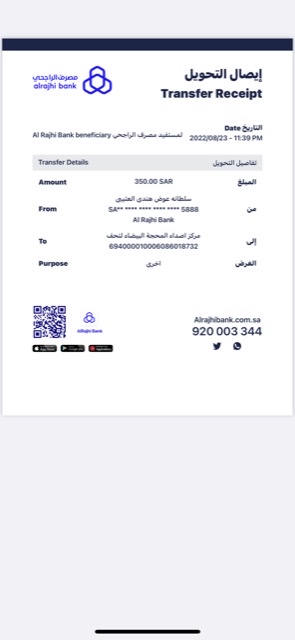 مصرف الراجحي
alrajhi bank
إيصال التحويل
Transfer Receipt
التاريخ Date
2022/08/23 - 11:39 PM
لمستفيد مصرف الراجحي Al Rajhi Bank beneficiary
Transfer Details تفاصيل التحويل
Amount 350.00 SAR المبلغ
سلطانه عوض هندى العتيبى
From SA** **** **** **** **** 5888 من
Al Rajhi Bank
مركز اصداء المحجة البيضاء لتحف
To 694000010006086018732 إلى
Purpose اخرى الغرض
Alrajhibank.com.sa
920 003 344
AlRajhi Bank